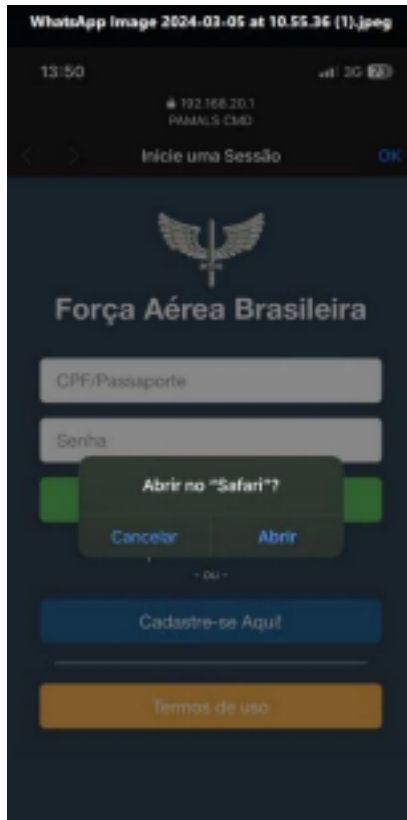 WhatsApp Image 2024-03-05 at 10.55.36 (1).jpeg
13:50
3G 73
192.168.20.1
PAMALS CMD
Inicie uma Sessão
OK
Força Aérea Brasileira
CPF/Passaporte
Senha
Abrir no "Safari"?
Cancelar Abrir
- ou -
Cadastre-se Aqui!
Termos de uso